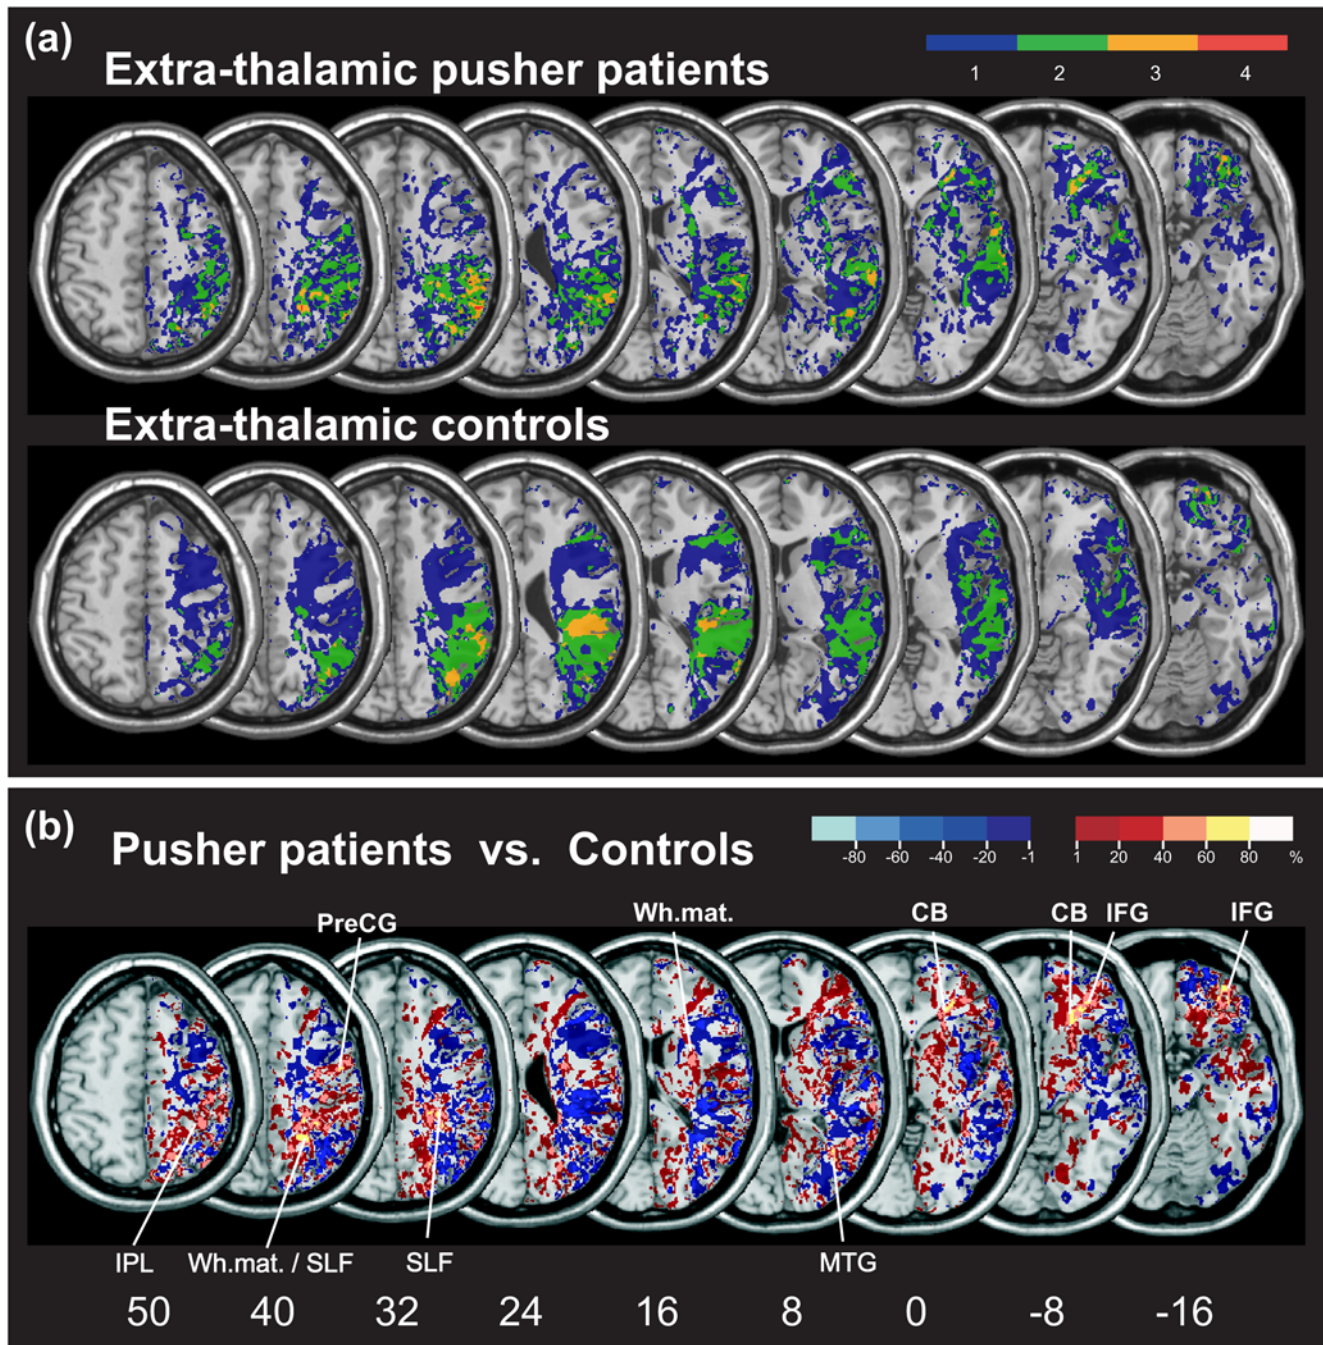 (a)
Extra-thalamic pusher patients
1 2 3 4
Extra-thalamic controls
(b)
Pusher patients vs. Controls
-80 -60 -40 -20 -1 1 20 40 60 80 %
PreCG Wh.mat. CB CB IFG IFG
IPL Wh.mat. / SLF SLF MTG
50 40 32 24 16 8 0 -8 -16